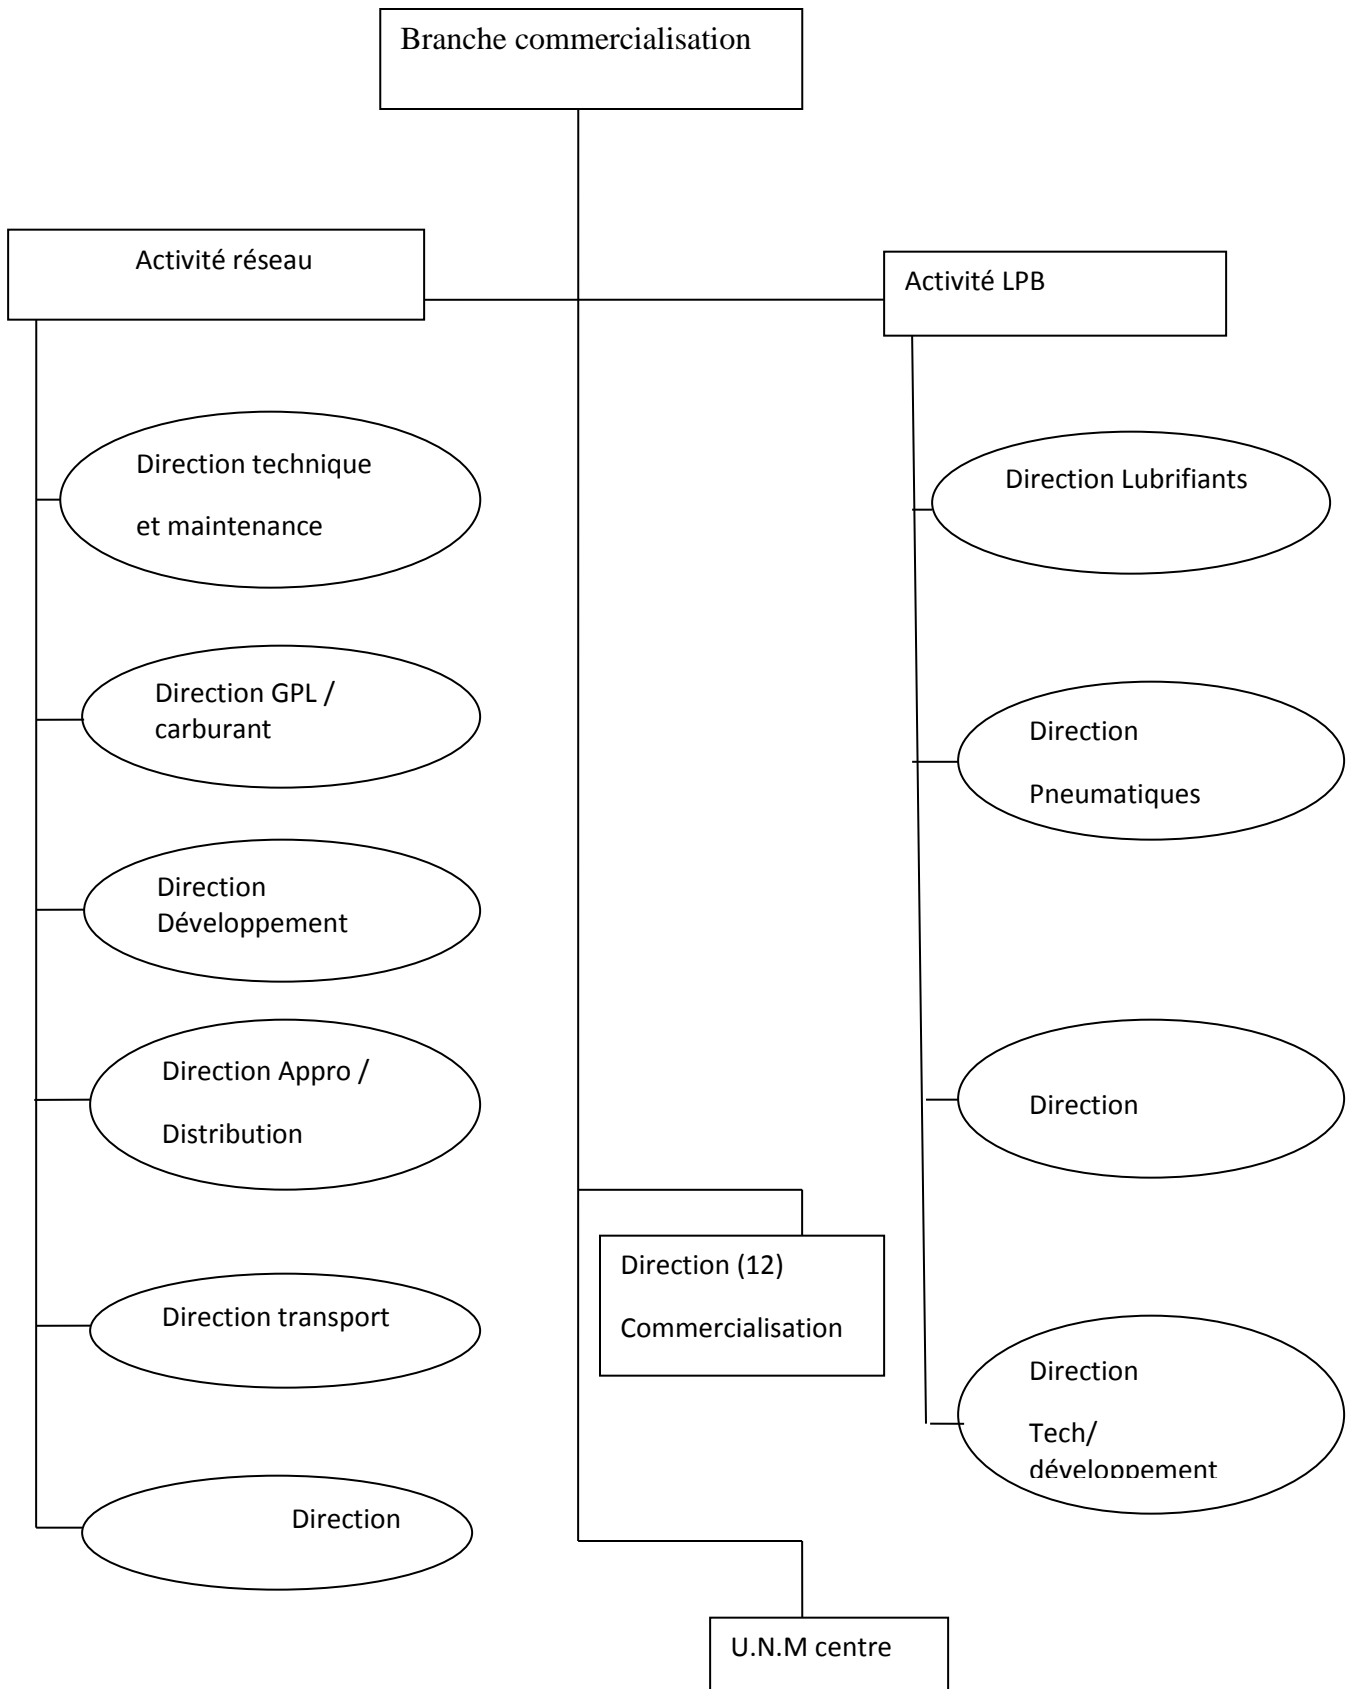 Branche commercialisation
Activité réseau
Activité LPB
Direction technique
et maintenance
Direction GPL /
carburant
Direction
Développement
Direction Appro /
Distribution
Direction transport
Direction
Direction Lubrifiants
Direction
Pneumatiques
Direction
Direction
Tech/
développement
Direction (12)
Commercialisation
U.N.M centre